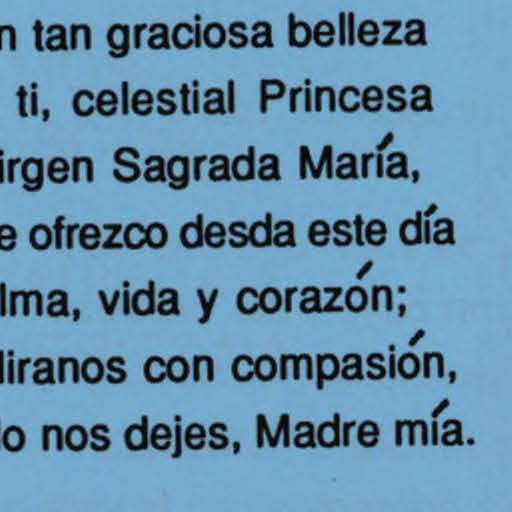 n tan graciosa belleza
ti, celestial Princesa
irgen Sagrada María,
e ofrezco desda este día
lma, vida y corazón;
liranos con compasión,
lo nos dejes, Madre mía.